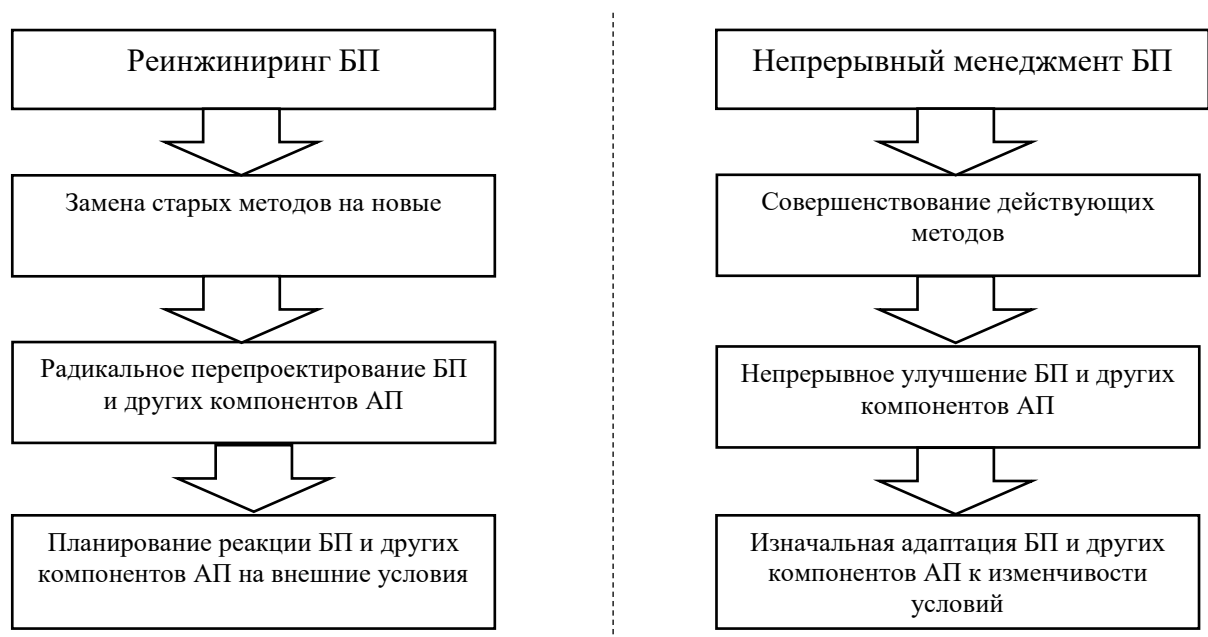 Реинжиниринг БП
Замена старых методов на новые
Радикальное перепроектирование БП
и других компонентов АП
Планирование реакции БП и других
компонентов АП на внешние условия
Непрерывный менеджмент БП
Совершенствование действующих
методов
Непрерывное улучшение БП и других
компонентов АП
Изначальная адаптация БП и других
компонентов АП к изменчивости
условий